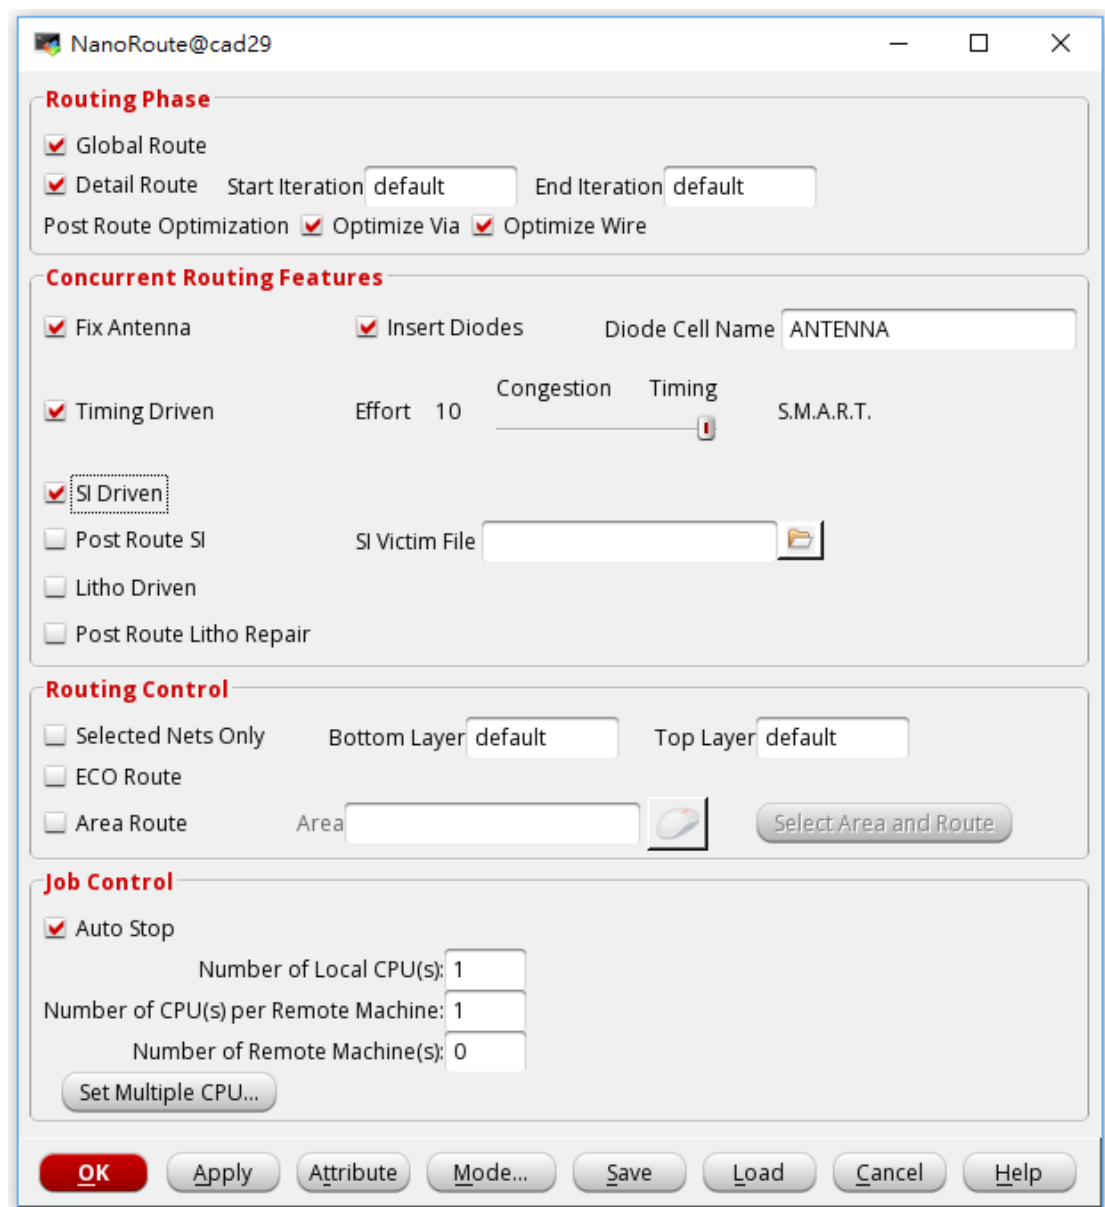 NanoRoute@cad29
Routing Phase
Global Route
Detail Route Start Iteration default End Iteration default
Post Route Optimization Optimize Via Optimize Wire
Concurrent Routing Features
Fix Antenna Insert Diodes Diode Cell Name ANTENNA
Congestion Timing
Timing Driven Effort 10 S.M.A.R.T.
SI Driven
Post Route SI SI Victim File
Litho Driven
Post Route Litho Repair
Routing Control
Selected Nets Only Bottom Layer default Top Layer default
ECO Route
Area Route Area Select Area and Route
Job Control
Auto Stop
Number of Local CPU(s): 1
Number of CPU(s) per Remote Machine: 1
Number of Remote Machine(s): 0
Set Multiple CPU...
OK Apply Attribute Mode... Save Load Cancel Help